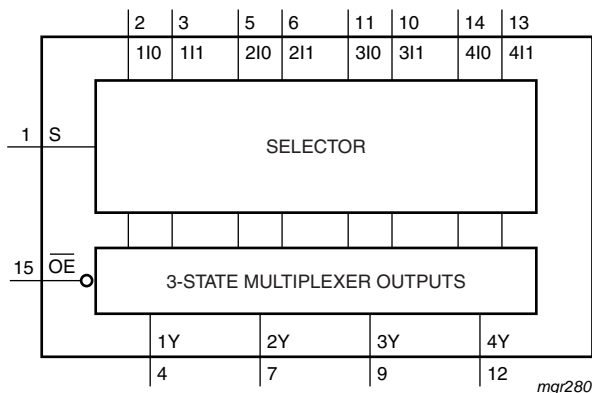 2 3 5 6 11 10 14 13
1I0 1I1 2I0 2I1 3I0 3I1 4I0 4I1
1 S
SELECTOR
15 O̅E̅
3-STATE MULTIPLEXER OUTPUTS
1Y 2Y 3Y 4Y
4 7 9 12
mgr280